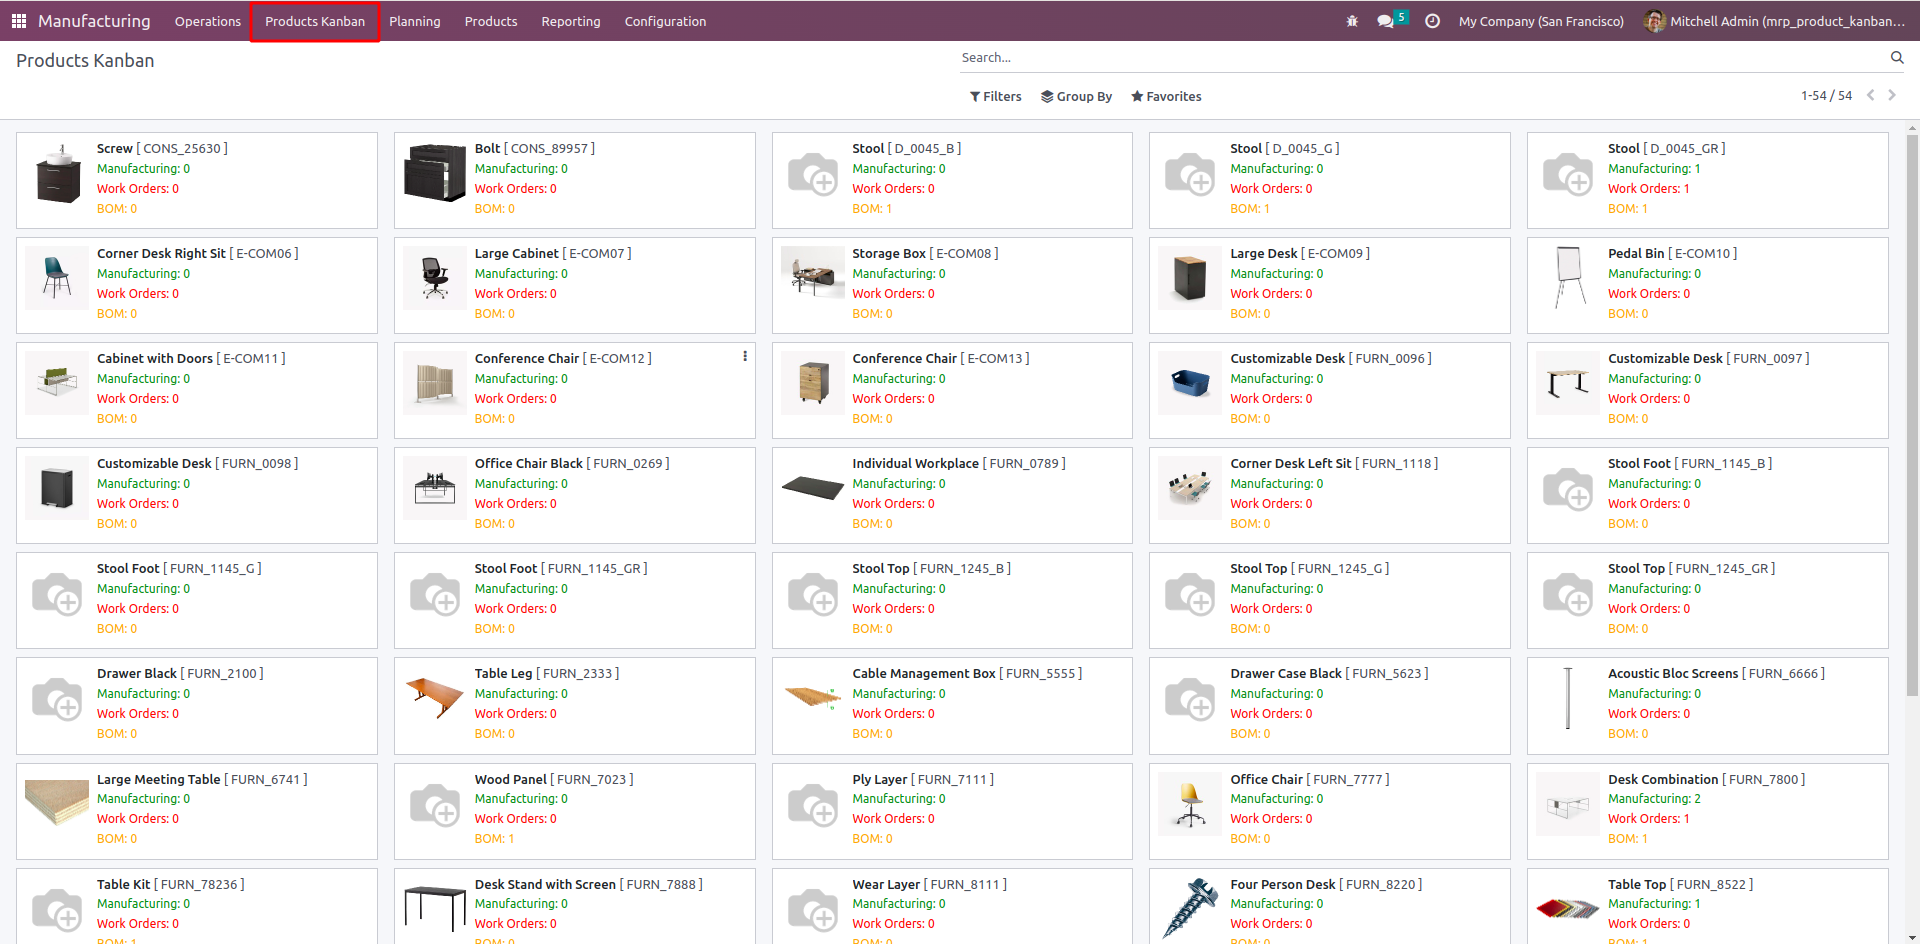 Manufacturing Operations Products Kanban Planning Products Reporting Configuration 5 My Company (San Francisco) Mitchell Admin (mrp_product_kanban...
Products Kanban Search...
Filters Group By Favorites 1-54 / 54
Screw [ CONS_25630 ]
Manufacturing: 0
Work Orders: 0
BOM: 0
Bolt [ CONS_89957 ]
Manufacturing: 0
Work Orders: 0
BOM: 0
Stool [ D_0045_B ]
Manufacturing: 0
Work Orders: 0
BOM: 1
Stool [ D_0045_G ]
Manufacturing: 0
Work Orders: 0
BOM: 1
Stool [ D_0045_GR ]
Manufacturing: 1
Work Orders: 1
BOM: 1
Corner Desk Right Sit [ E-COM06 ]
Manufacturing: 0
Work Orders: 0
BOM: 0
Large Cabinet [ E-COM07 ]
Manufacturing: 0
Work Orders: 0
BOM: 0
Storage Box [ E-COM08 ]
Manufacturing: 0
Work Orders: 0
BOM: 0
Large Desk [ E-COM09 ]
Manufacturing: 0
Work Orders: 0
BOM: 0
Pedal Bin [ E-COM10 ]
Manufacturing: 0
Work Orders: 0
BOM: 0
Cabinet with Doors [ E-COM11 ]
Manufacturing: 0
Work Orders: 0
BOM: 0
Conference Chair [ E-COM12 ]
Manufacturing: 0
Work Orders: 0
BOM: 0
Conference Chair [ E-COM13 ]
Manufacturing: 0
Work Orders: 0
BOM: 0
Customizable Desk [ FURN_0096 ]
Manufacturing: 0
Work Orders: 0
BOM: 0
Customizable Desk [ FURN_0097 ]
Manufacturing: 0
Work Orders: 0
BOM: 0
Customizable Desk [ FURN_0098 ]
Manufacturing: 0
Work Orders: 0
BOM: 0
Office Chair Black [ FURN_0269 ]
Manufacturing: 0
Work Orders: 0
BOM: 0
Individual Workplace [ FURN_0789 ]
Manufacturing: 0
Work Orders: 0
BOM: 0
Corner Desk Left Sit [ FURN_1118 ]
Manufacturing: 0
Work Orders: 0
BOM: 0
Stool Foot [ FURN_1145_B ]
Manufacturing: 0
Work Orders: 0
BOM: 0
Stool Foot [ FURN_1145_G ]
Manufacturing: 0
Work Orders: 0
BOM: 0
Stool Foot [ FURN_1145_GR ]
Manufacturing: 0
Work Orders: 0
BOM: 0
Stool Top [ FURN_1245_B ]
Manufacturing: 0
Work Orders: 0
BOM: 0
Stool Top [ FURN_1245_G ]
Manufacturing: 0
Work Orders: 0
BOM: 0
Stool Top [ FURN_1245_GR ]
Manufacturing: 0
Work Orders: 0
BOM: 0
Drawer Black [ FURN_2100 ]
Manufacturing: 0
Work Orders: 0
BOM: 0
Table Leg [ FURN_2333 ]
Manufacturing: 0
Work Orders: 0
BOM: 0
Cable Management Box [ FURN_5555 ]
Manufacturing: 0
Work Orders: 0
BOM: 0
Drawer Case Black [ FURN_5623 ]
Manufacturing: 0
Work Orders: 0
BOM: 0
Acoustic Bloc Screens [ FURN_6666 ]
Manufacturing: 0
Work Orders: 0
BOM: 0
Large Meeting Table [ FURN_6741 ]
Manufacturing: 0
Work Orders: 0
BOM: 0
Wood Panel [ FURN_7023 ]
Manufacturing: 0
Work Orders: 0
BOM: 1
Ply Layer [ FURN_7111 ]
Manufacturing: 0
Work Orders: 0
BOM: 0
Office Chair [ FURN_7777 ]
Manufacturing: 0
Work Orders: 0
BOM: 0
Desk Combination [ FURN_7800 ]
Manufacturing: 2
Work Orders: 1
BOM: 1
Table Kit [ FURN_78236 ]
Manufacturing: 0
Work Orders: 0
BOM: 1
Desk Stand with Screen [ FURN_7888 ]
Manufacturing: 0
Work Orders: 0
BOM: 0
Wear Layer [ FURN_8111 ]
Manufacturing: 0
Work Orders: 0
BOM: 0
Four Person Desk [ FURN_8220 ]
Manufacturing: 0
Work Orders: 0
BOM: 0
Table Top [ FURN_8522 ]
Manufacturing: 1
Work Orders: 0
BOM: 1